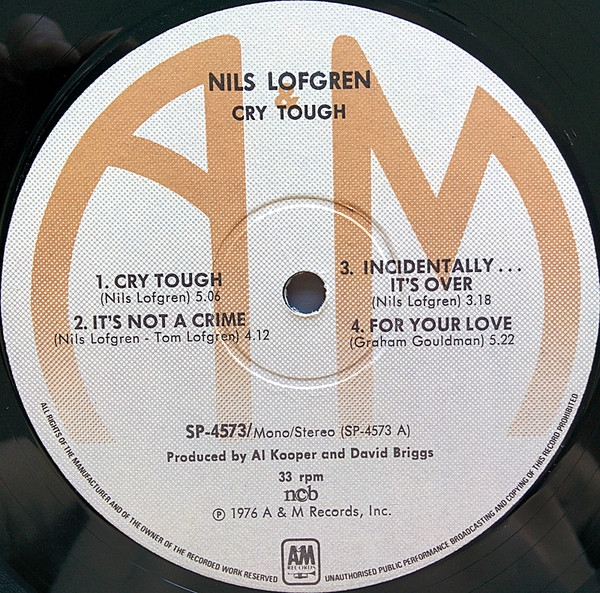 NILS LOFGREN
&
CRY TOUGH
1. CRY TOUGH
(Nils Lofgren) 5.06
2. IT'S NOT A CRIME
(Nils Lofgren - Tom Lofgren) 4.12
3. INCIDENTALLY...
IT'S OVER
(Nils Lofgren) 3.18
4. FOR YOUR LOVE
(Graham Gouldman) 5.22
SP-4573/Mono/Stereo (SP-4573 A)
Produced by Al Kooper and David Briggs
33 rpm
ncb
℗ 1976 A & M Records, Inc.
ALL RIGHTS OF THE MANUFACTURER AND OF THE OWNER OF THE RECORDED WORK RESERVED
AM
RECORDS
UNAUTHORISED PUBLIC PERFORMANCE BROADCASTING AND COPYING OF THIS RECORD PROHIBITED